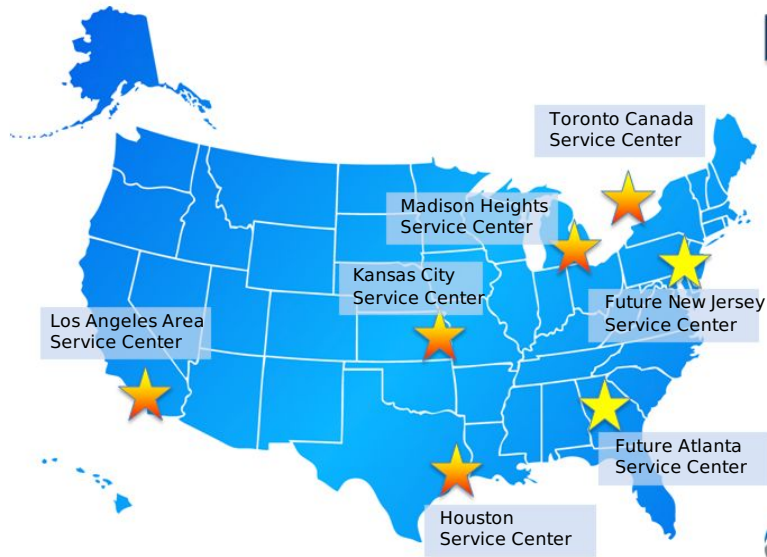 Toronto Canada
Service Center
Madison Heights
Service Center
Kansas City
Service Center
Future New Jersey
Service Center
Los Angeles Area
Service Center
Future Atlanta
Service Center
Houston
Service Center